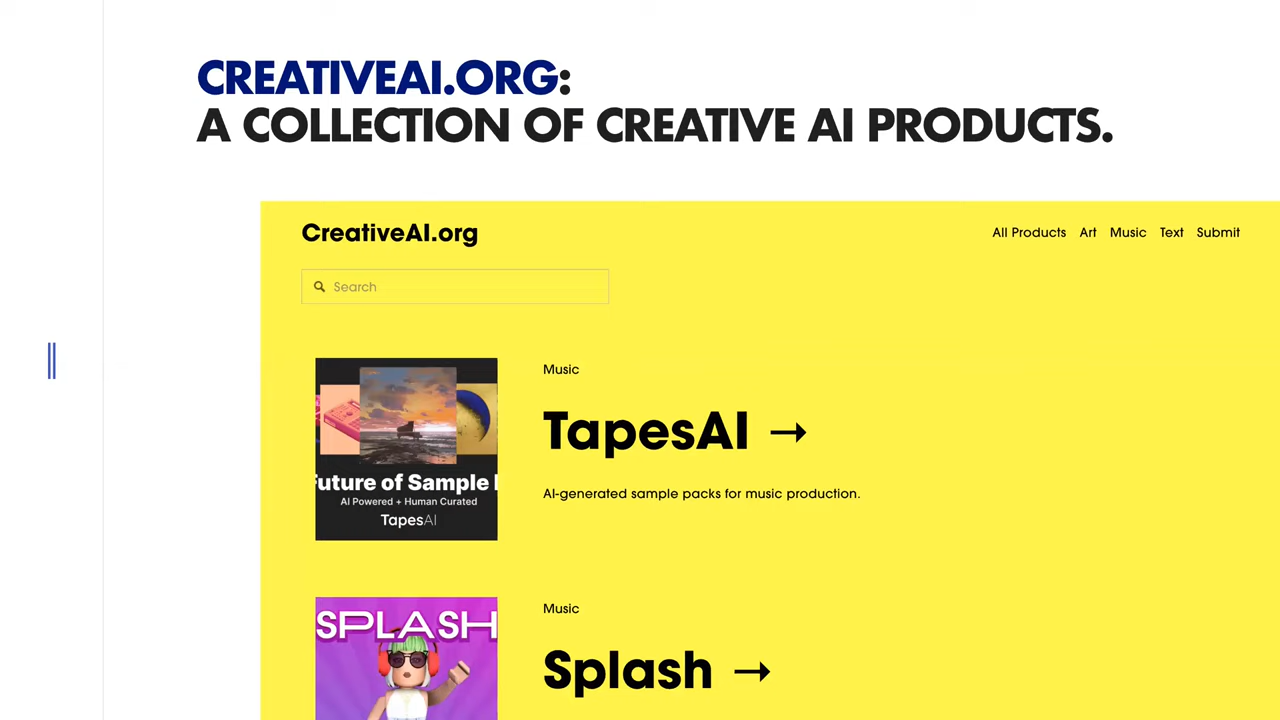 CREATIVEAI.ORG:
A COLLECTION OF CREATIVE AI PRODUCTS.
CreativeAI.org
All Products Art Music Text Submit
Search
Music
TapesAI →
AI-generated sample packs for music production.
Future of Sample
AI Powered + Human Curated
TapesAI
Music
Splash →
SPLASH